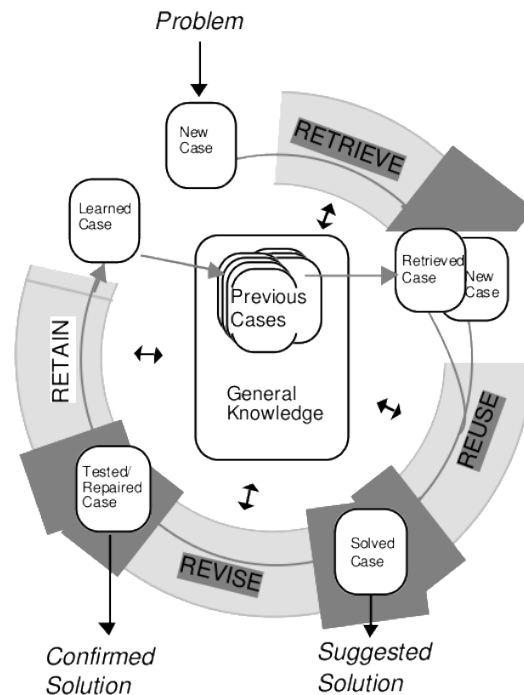 Problem
New
Case
RETRIEVE
Learned
Case
Retrieved
Case
New
Case
Previous
Cases
General
Knowledge
RETAIN
REUSE
Tested/
Repaired
Case
Solved
Case
REVISE
Confirmed
Solution
Suggested
Solution